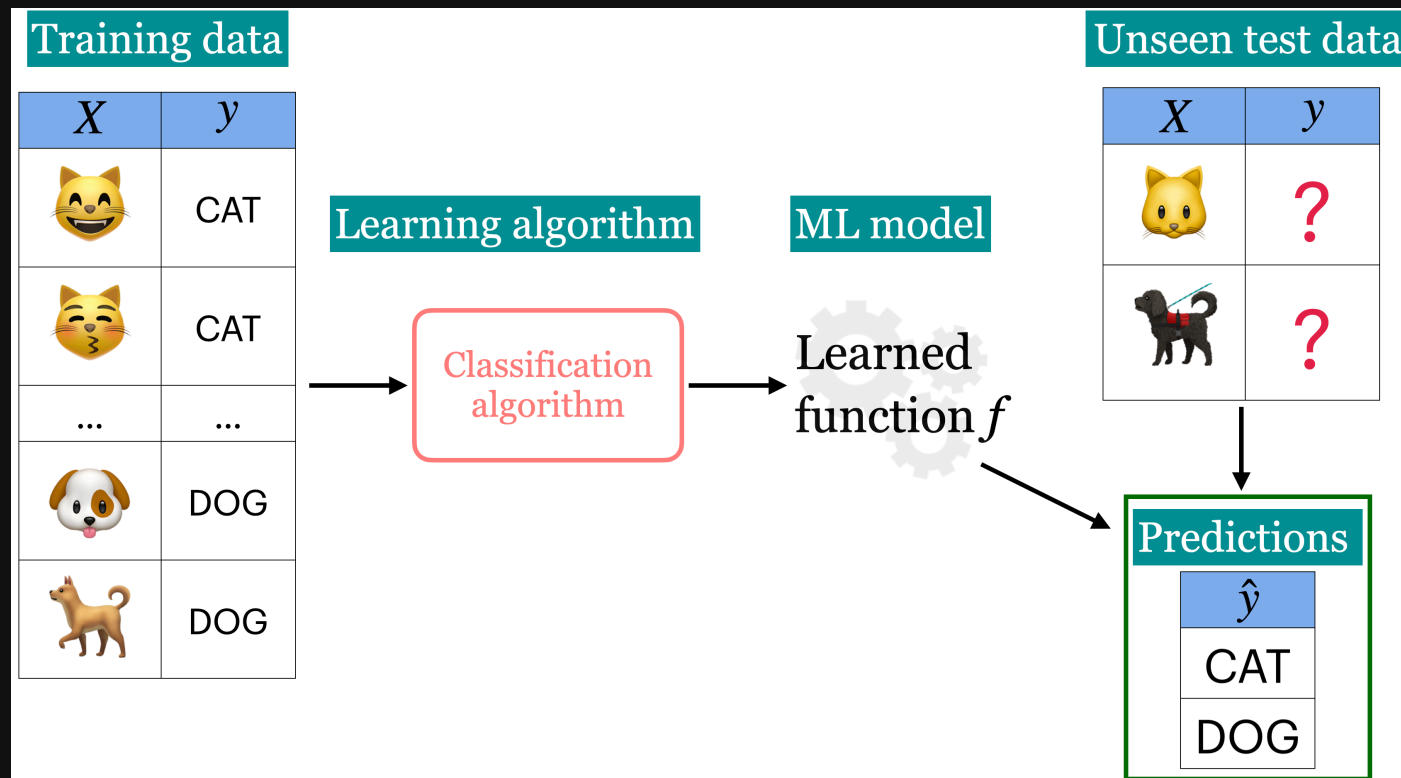 Training data
X y
CAT
CAT
... ...
DOG
DOG
Learning algorithm
Classification
algorithm
ML model
Learned
function f
Unseen test data
X y
?
?
Predictions
ŷ
CAT
DOG